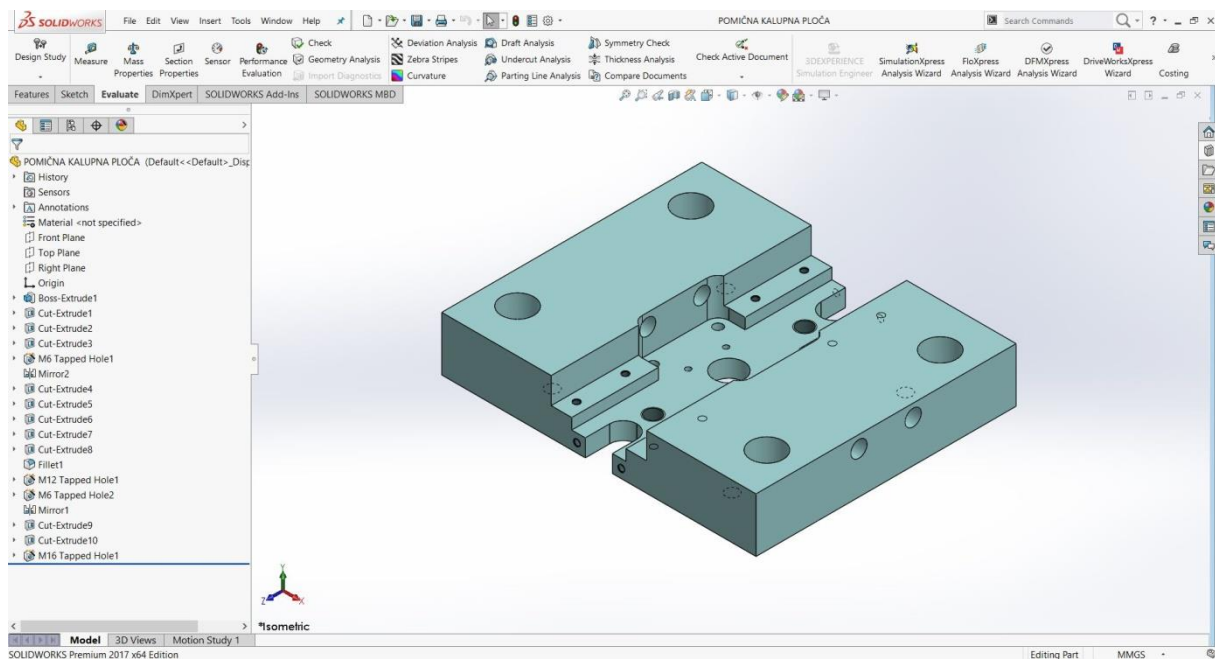 SOLIDWORKS File Edit View Insert Tools Window Help POMIČNA KALUPNA PLOČA Search Commands
Design Study Measure Mass Properties Section Properties Sensor Performance Evaluation Check Geometry Analysis Import Diagnostics Deviation Analysis Zebra Stripes Curvature Draft Analysis Undercut Analysis Parting Line Analysis Symmetry Check Thickness Analysis Compare Documents Check Active Document 3DEXPERIENCE Simulation Engineer SimulationXpress Analysis Wizard FloXpress Analysis Wizard DFMXpress Analysis Wizard DriveWorksXpress Wizard Costing
Features Sketch Evaluate DimXpert SOLIDWORKS Add-Ins SOLIDWORKS MBD
POMIČNA KALUPNA PLOČA (Default<<Default>_Disp
History
Sensors
Annotations
Material <not specified>
Front Plane
Top Plane
Right Plane
Origin
Boss-Extrude1
Cut-Extrude1
Cut-Extrude2
Cut-Extrude3
M6 Tapped Hole1
Mirror2
Cut-Extrude4
Cut-Extrude5
Cut-Extrude6
Cut-Extrude7
Cut-Extrude8
Fillet1
M12 Tapped Hole1
M6 Tapped Hole2
Mirror1
Cut-Extrude9
Cut-Extrude10
M16 Tapped Hole1
Y
Z X
*Isometric
Model 3D Views Motion Study 1
SOLIDWORKS Premium 2017 x64 Edition Editing Part MMGS